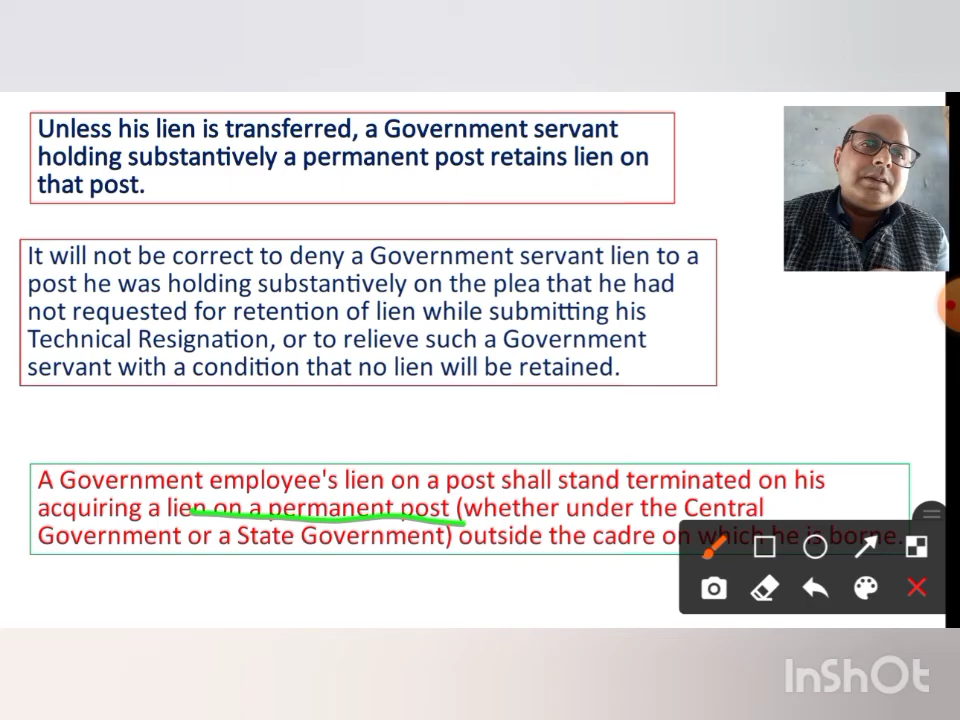 Unless his lien is transferred, a Government servant
holding substantively a permanent post retains lien on
that post.
It will not be correct to deny a Government servant lien to a
post he was holding substantively on the plea that he had
not requested for retention of lien while submitting his
Technical Resignation, or to relieve such a Government
servant with a condition that no lien will be retained.
A Government employee's lien on a post shall stand terminated on his
acquiring a lien on a permanent post (whether under the Central
Government or a State Government) outside the cadre on which he is borne.
InShOt